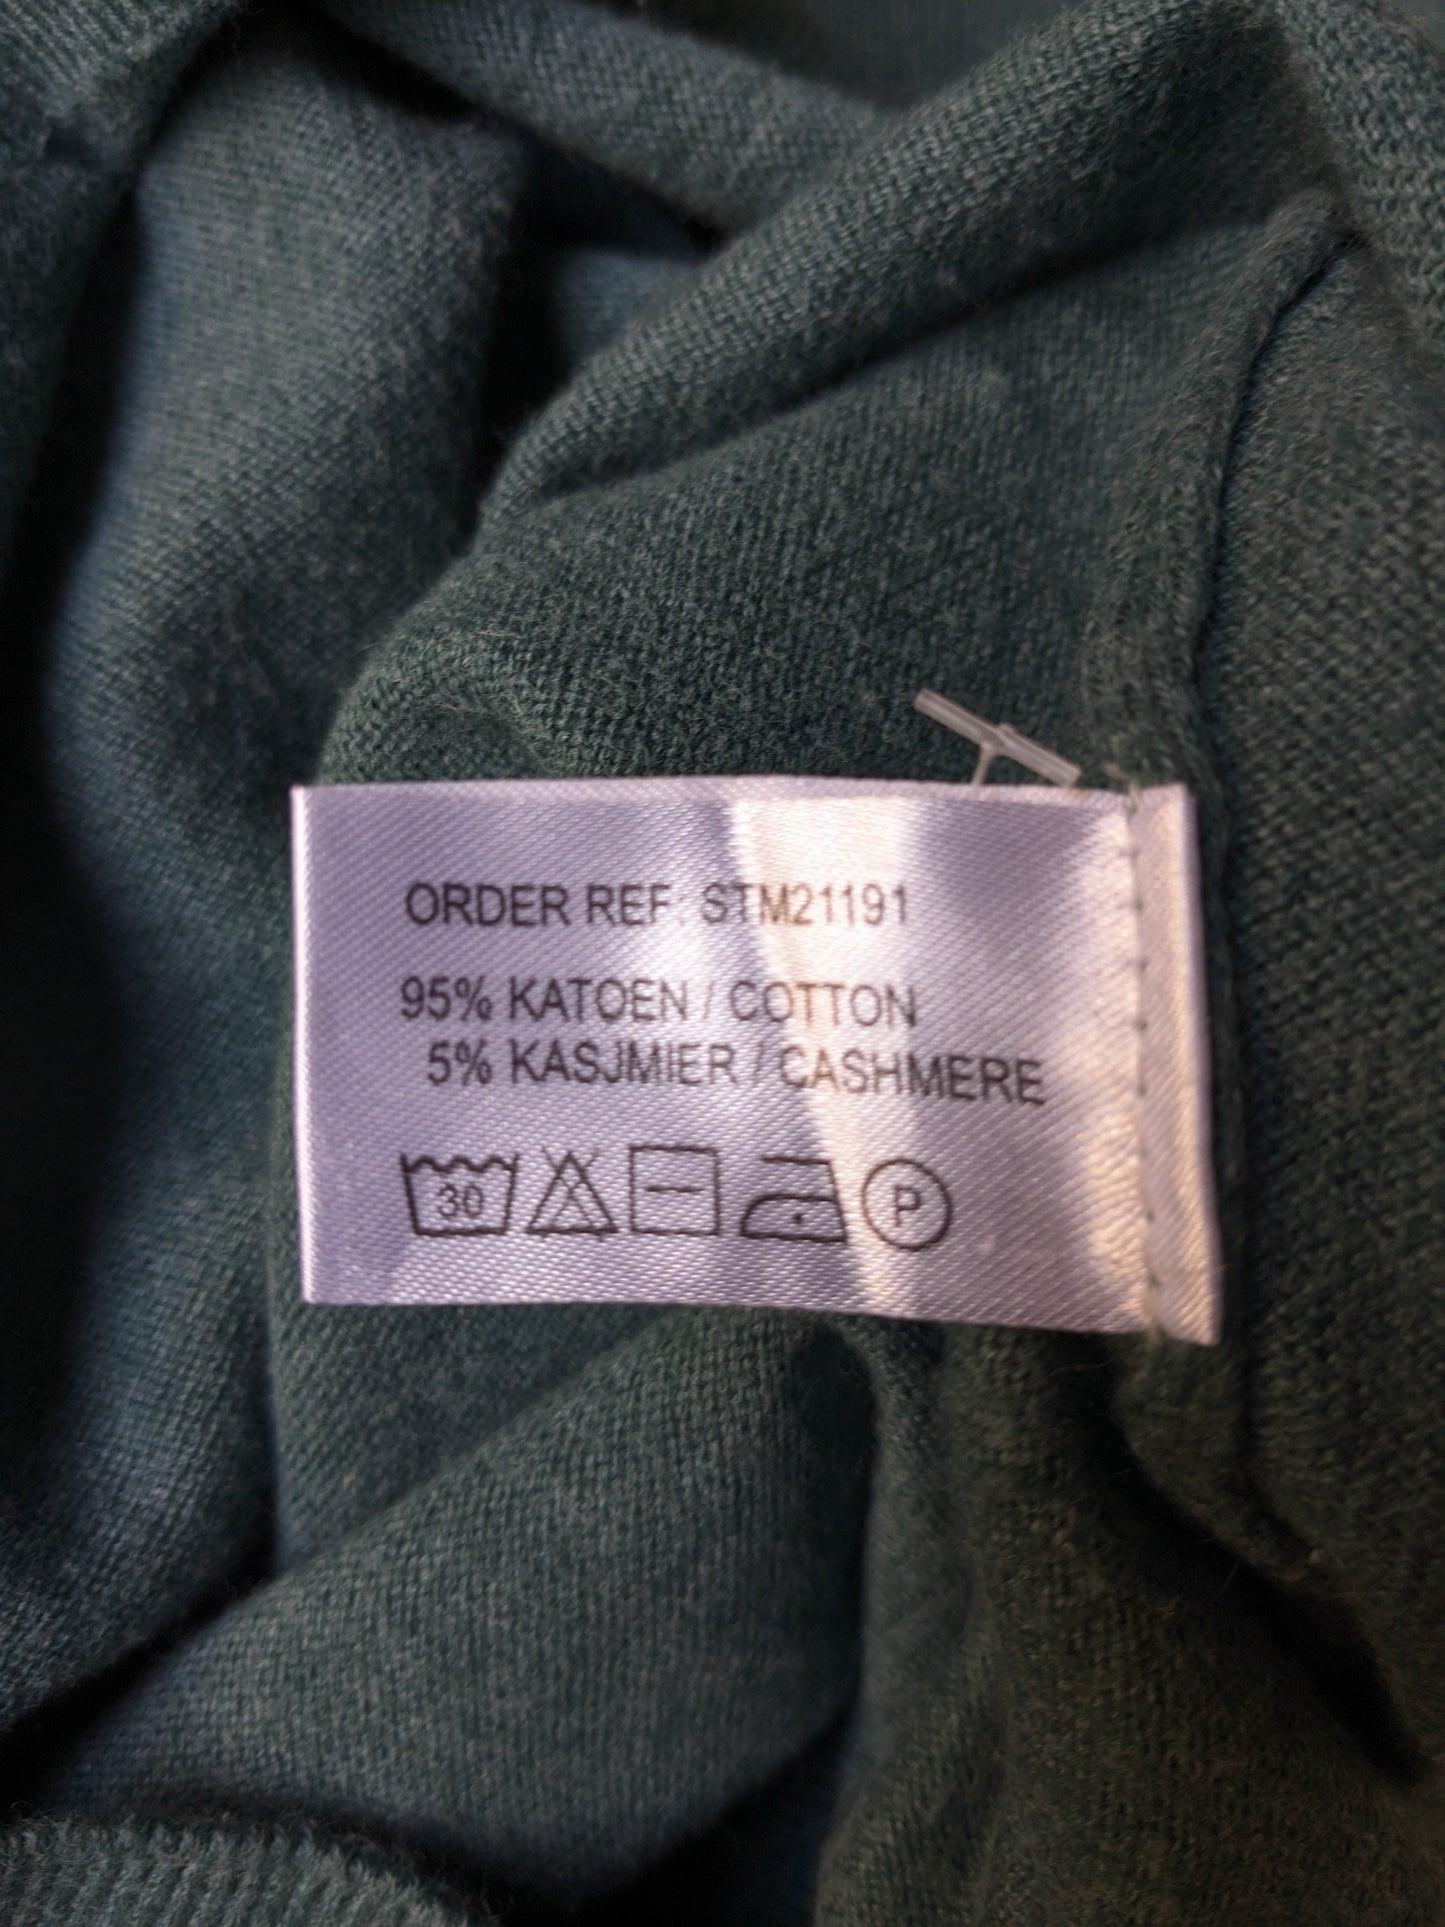 ORDER REF: STM21191
95% KATOEN / COTTON
5% KASJMIER / CASHMERE
30 P